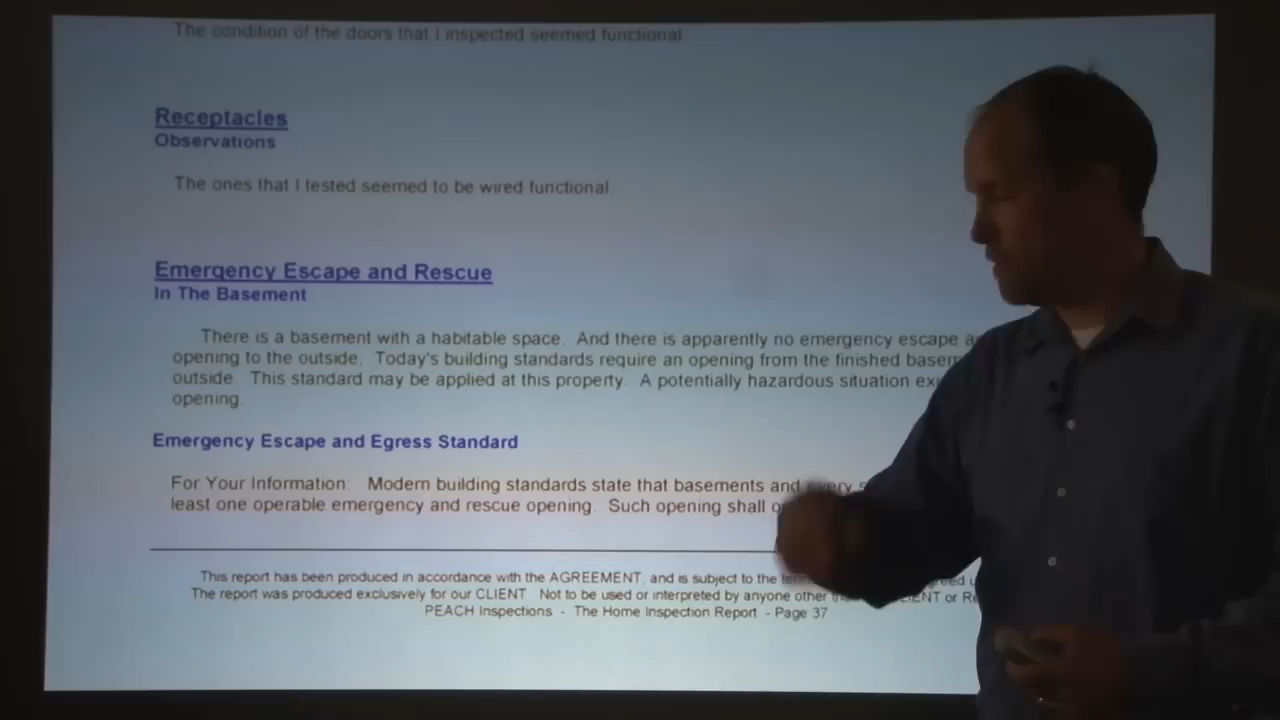 The condition of the doors that I inspected seemed functional
Receptacles
Observations
The ones that I tested seemed to be wired functional.
Emergency Escape and Rescue
In The Basement
There is a basement with a habitable space. And there is apparently no emergency escape
opening to the outside. Today's building standards require an opening from the finished
outside. This standard may be applied at this property. A potentially hazardous situation
opening.
Emergency Escape and Egress Standard
For Your Information: Modern building standards state that basements and every
least one operable emergency and rescue opening. Such opening shall
This report has been produced in accordance with the AGREEMENT, and is subject to the
The report was produced exclusively for our CLIENT. Not to be used or interpreted by anyone other CLIENT or
PEACH Inspections - The Home Inspection Report - Page 37